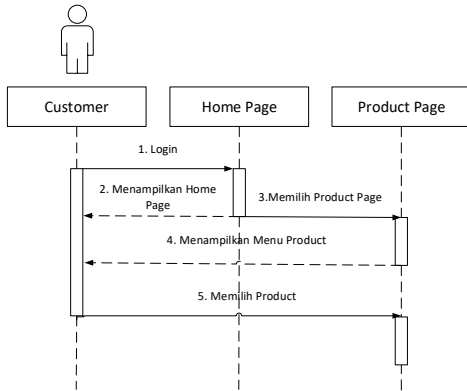 Customer
Home Page
Product Page
1. Login
2. Menampilkan Home
Page
3.Memilih Product Page
4. Menampilkan Menu Product
5. Memilih Product